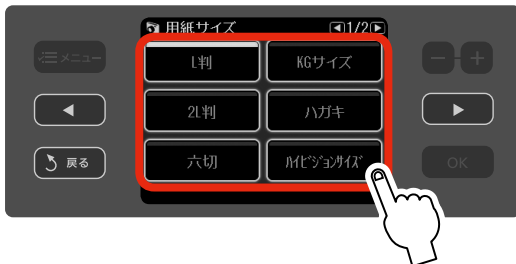 用紙サイズ
1/2
メニュー
L判
KGサイズ
2L判
ハガキ
戻る
六切
ﾊｲﾋﾞｼﾞｮﾝｻｲｽﾞ
- +
OK